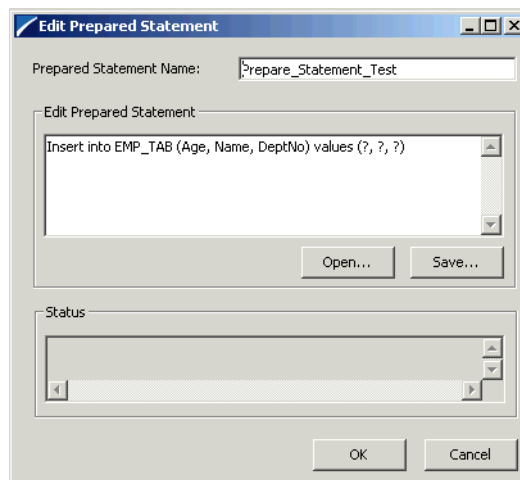 Edit Prepared Statement
Prepared Statement Name: Prepare_Statement_Test
Edit Prepared Statement
Insert into EMP_TAB (Age, Name, DeptNo) values (?, ?, ?)
Open... Save...
Status
OK Cancel